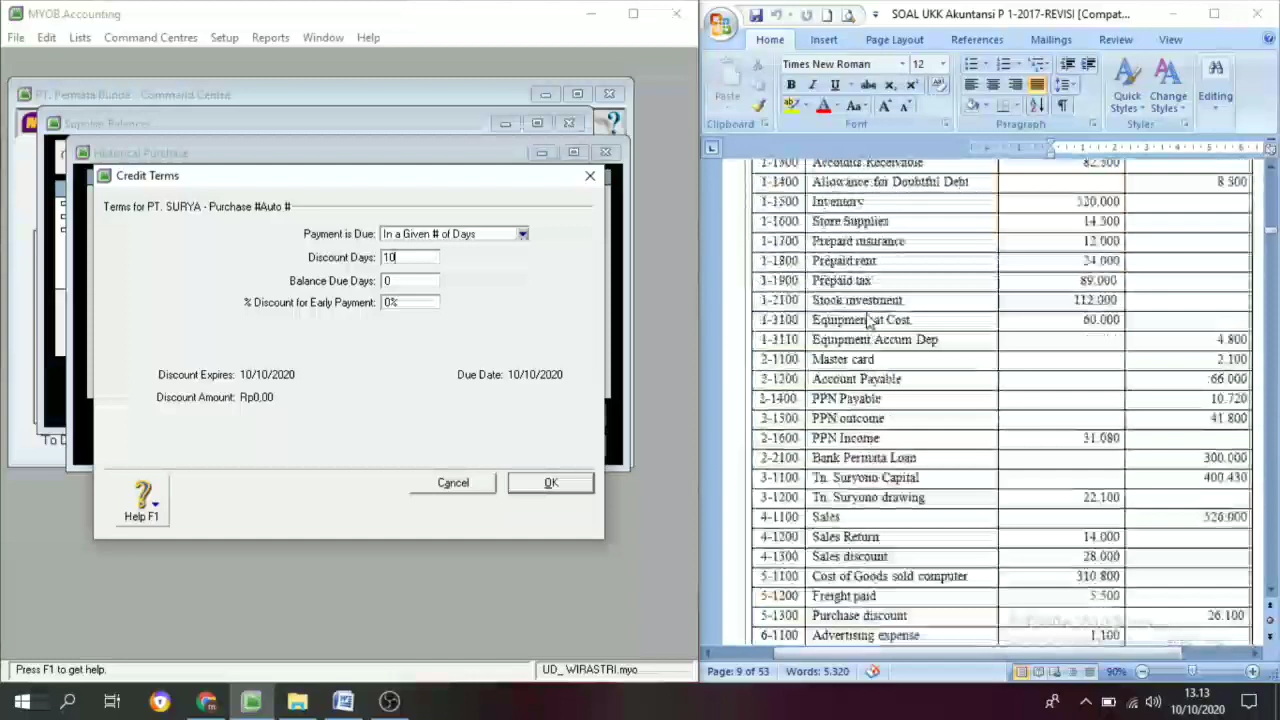 MYOB Accounting
File Edit Lists Command Centres Setup Reports Window Help
PT. Permata Bunda - Command Centre
Supplier Balances
Historical Purchase
Credit Terms
Terms for PT. SURYA - Purchase #Auto #
Payment is Due: In a Given # of Days
Discount Days: 10
Balance Due Days: 0
% Discount for Early Payment: 0%
Discount Expires: 10/10/2020 Due Date: 10/10/2020
Discount Amount: Rp0,00
Cancel OK
Help F1
To D
Press F1 to get help. UD_ WIRASTRI.myo
SOAL UKK Akuntansi P 1-2017-REVISI [Compat...
Home Insert Page Layout References Mailings Review View
Times New Roman 12
Paste
Quick Styles Change Styles Editing
Clipboard Font Paragraph Styles
1-1300 Accounts Receivable 82.500
1-1400 Allowance for Doubtful Debt 8 500
1-1500 Inventory 320.000
1-1600 Store Supplies 14.300
1-1700 Prepaid insurance 12.000
1-1800 Prepaid rent 24.000
1-1900 Prepaid tax 89.000
1-2100 Stock investment 112.000
1-3100 Equipment at Cost 60.000
1-3110 Equipment Accum Dep 4 800
2-1100 Master card 2 100
2-1200 Account Payable 66 000
2-1400 PPN Payable 10.720
2-1500 PPN outcome 41 800
2-1600 PPN Income 31.080
2-2100 Bank Permata Loan 300.000
3-1100 Tn. Suryono Capital 400.430
3-1200 Tn. Suryono drawing 22.100
4-1100 Sales 526.000
4-1200 Sales Return 14.000
4-1300 Sales discount 28.000
5-1100 Cost of Goods sold computer 310 800
5-1200 Freight paid 5 500
5-1300 Purchase discount 26.100
6-1100 Advertising expense 1.100
Page: 9 of 53 Words: 5.320 90%
13.13
10/10/2020